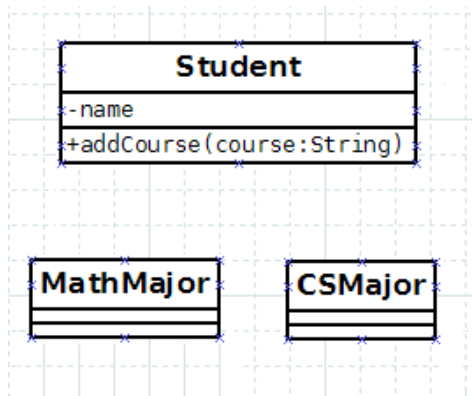 Student
-name
+addCourse(course:String)
MathMajor
CSMajor